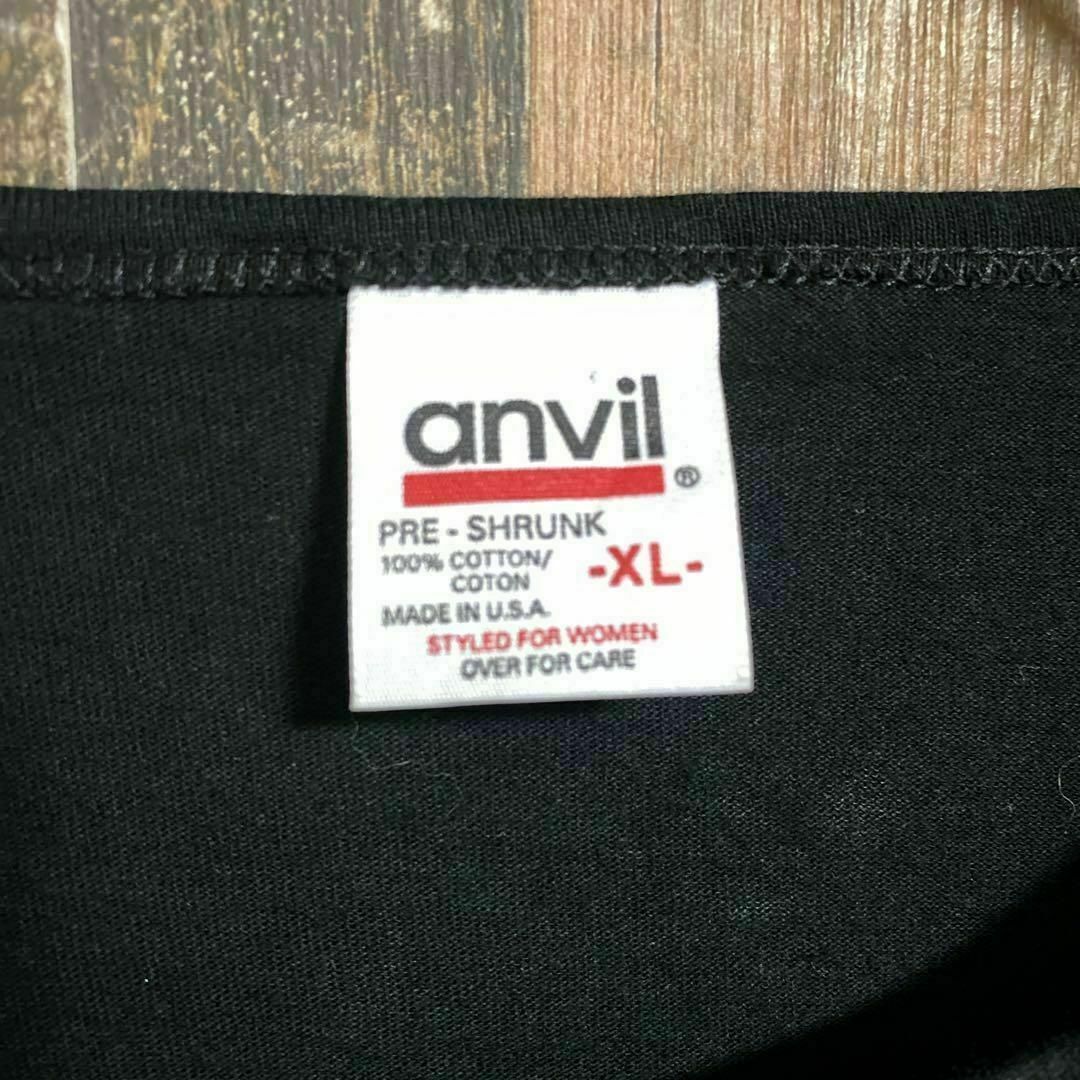 anvil ®
PRE - SHRUNK
100% COTTON/
COTON
-XL-
MADE IN U.S.A.
STYLED FOR WOMEN
OVER FOR CARE